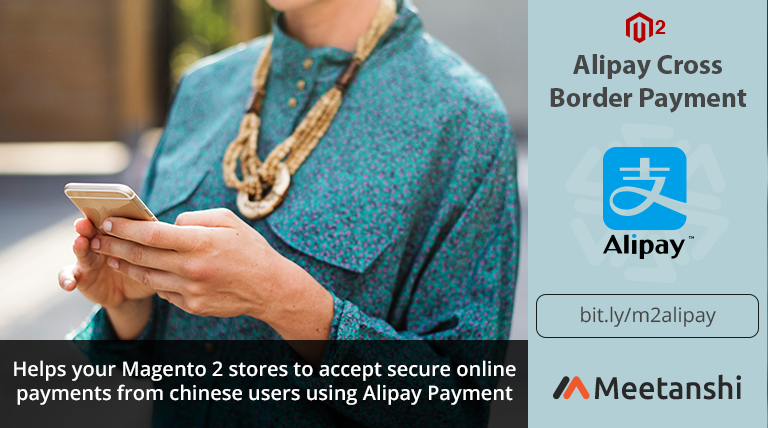 Helps your Magento 2 stores to accept secure online
payments from chinese users using Alipay Payment
2
Alipay Cross
Border Payment
支
Alipay™
bit.ly/m2alipay
Meetanshi